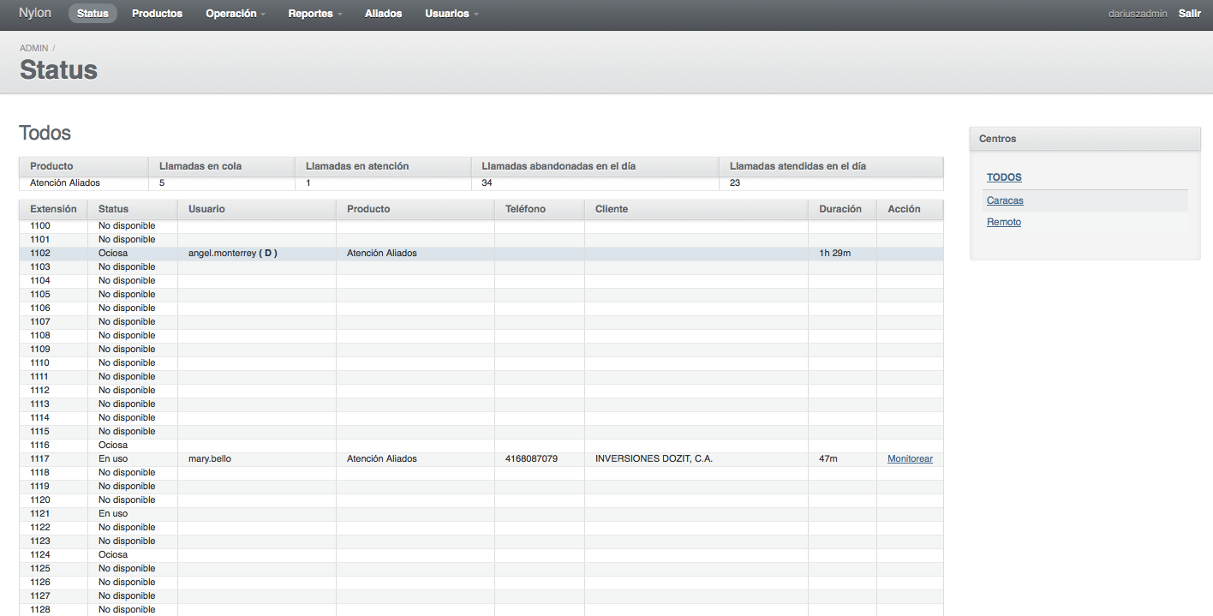 Nylon Status Productos Operación Reportes Aliados Usuarios dariuszadmin Salir
ADMIN /
Status
Todos
Centros
TODOS
Caracas
Remoto
Producto Llamadas en cola Llamadas en atención Llamadas abandonadas en el día Llamadas atendidas en el día
Atención Aliados 5 1 34 23
Extensión Status Usuario Producto Teléfono Cliente Duración Acción
1100 No disponible
1101 No disponible
1102 Ociosa angel.monterrey ( D ) Atención Aliados 1h 29m
1103 No disponible
1104 No disponible
1105 No disponible
1106 No disponible
1107 No disponible
1108 No disponible
1109 No disponible
1110 No disponible
1111 No disponible
1112 No disponible
1113 No disponible
1114 No disponible
1115 No disponible
1116 Ociosa
1117 En uso mary.bello Atención Aliados 4168087079 INVERSIONES DOZIT, C.A. 47m Monitorear
1118 No disponible
1119 No disponible
1120 No disponible
1121 En uso
1122 No disponible
1123 No disponible
1124 Ociosa
1125 No disponible
1126 No disponible
1127 No disponible
1128 No disponible